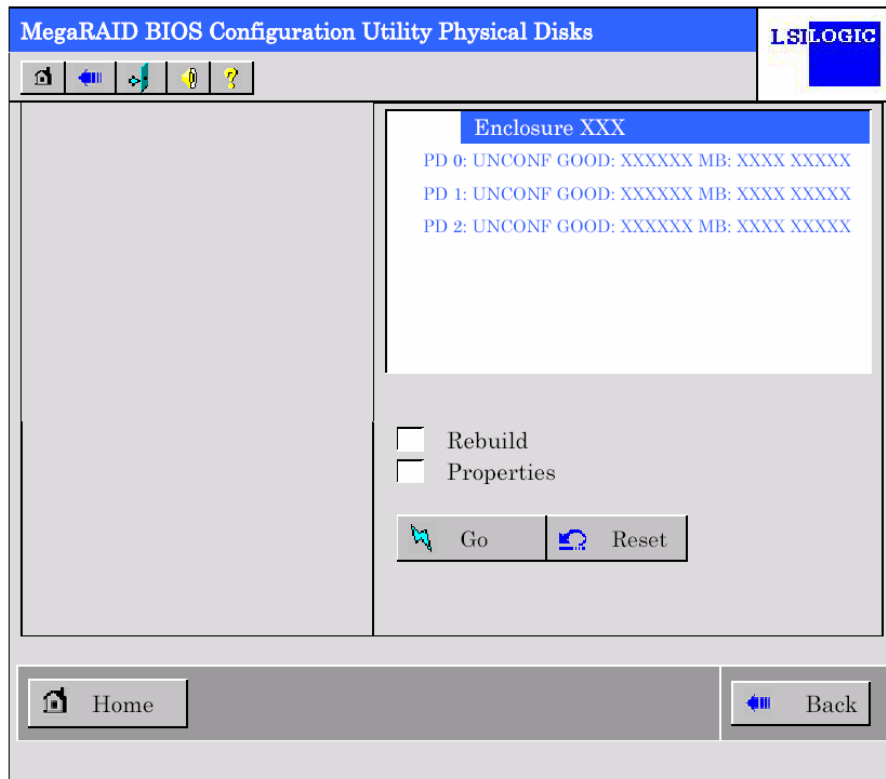 MegaRAID BIOS Configuration Utility Physical Disks
LSILOGIC
Enclosure XXX
PD 0: UNCONF GOOD: XXXXXX MB: XXXX XXXXX
PD 1: UNCONF GOOD: XXXXXX MB: XXXX XXXXX
PD 2: UNCONF GOOD: XXXXXX MB: XXXX XXXXX
Rebuild
Properties
Go
Reset
Home
Back